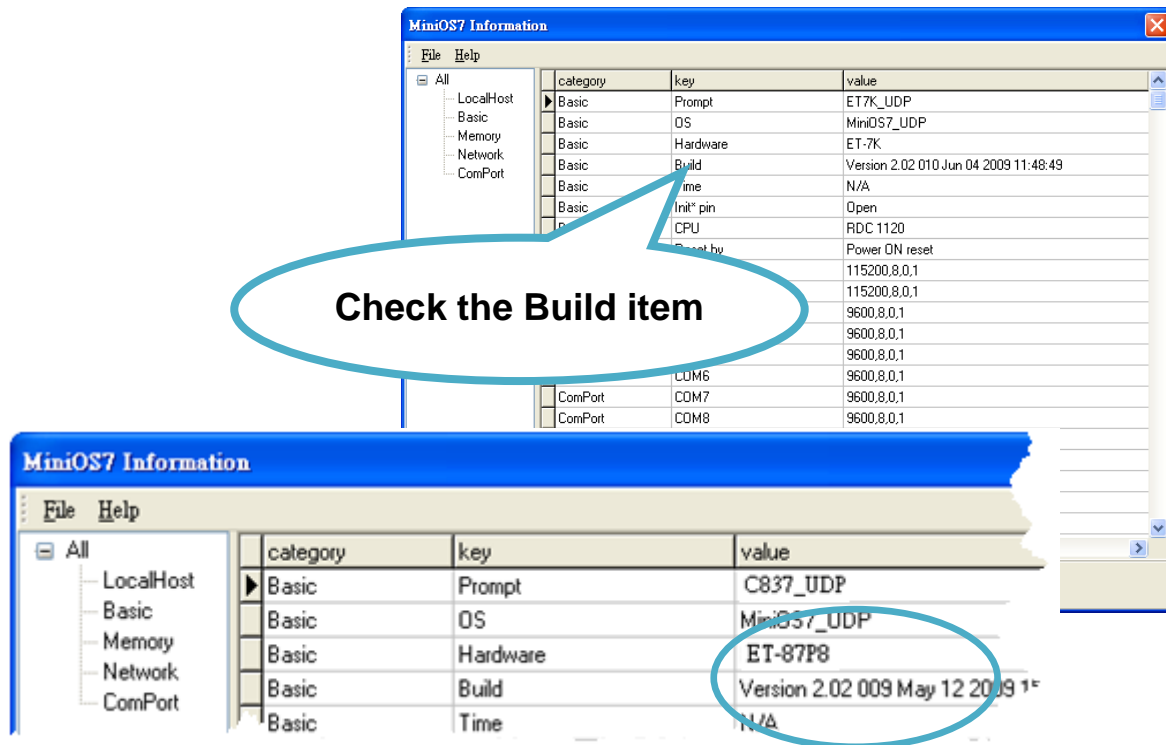 MiniOS7 Information
File Help
All
LocalHost
Basic
Memory
Network
ComPort
category key value
Basic Prompt ET7K_UDP
Basic OS MiniOS7_UDP
Basic Hardware ET-7K
Basic Build Version 2.02 010 Jun 04 2009 11:48:49
Basic Time N/A
Basic Init* pin Open
CPU RDC 1120
Reset by Power ON reset
115200,8,0,1
115200,8,0,1
9600,8,0,1
9600,8,0,1
9600,8,0,1
COM6 9600,8,0,1
ComPort COM7 9600,8,0,1
ComPort COM8 9600,8,0,1
Check the Build item
MiniOS7 Information
File Help
All
LocalHost
Basic
Memory
Network
ComPort
category key value
Basic Prompt C837_UDP
Basic OS MiniOS7_UDP
Basic Hardware ET-87P8
Basic Build Version 2.02 009 May 12 2009
Basic Time N/A